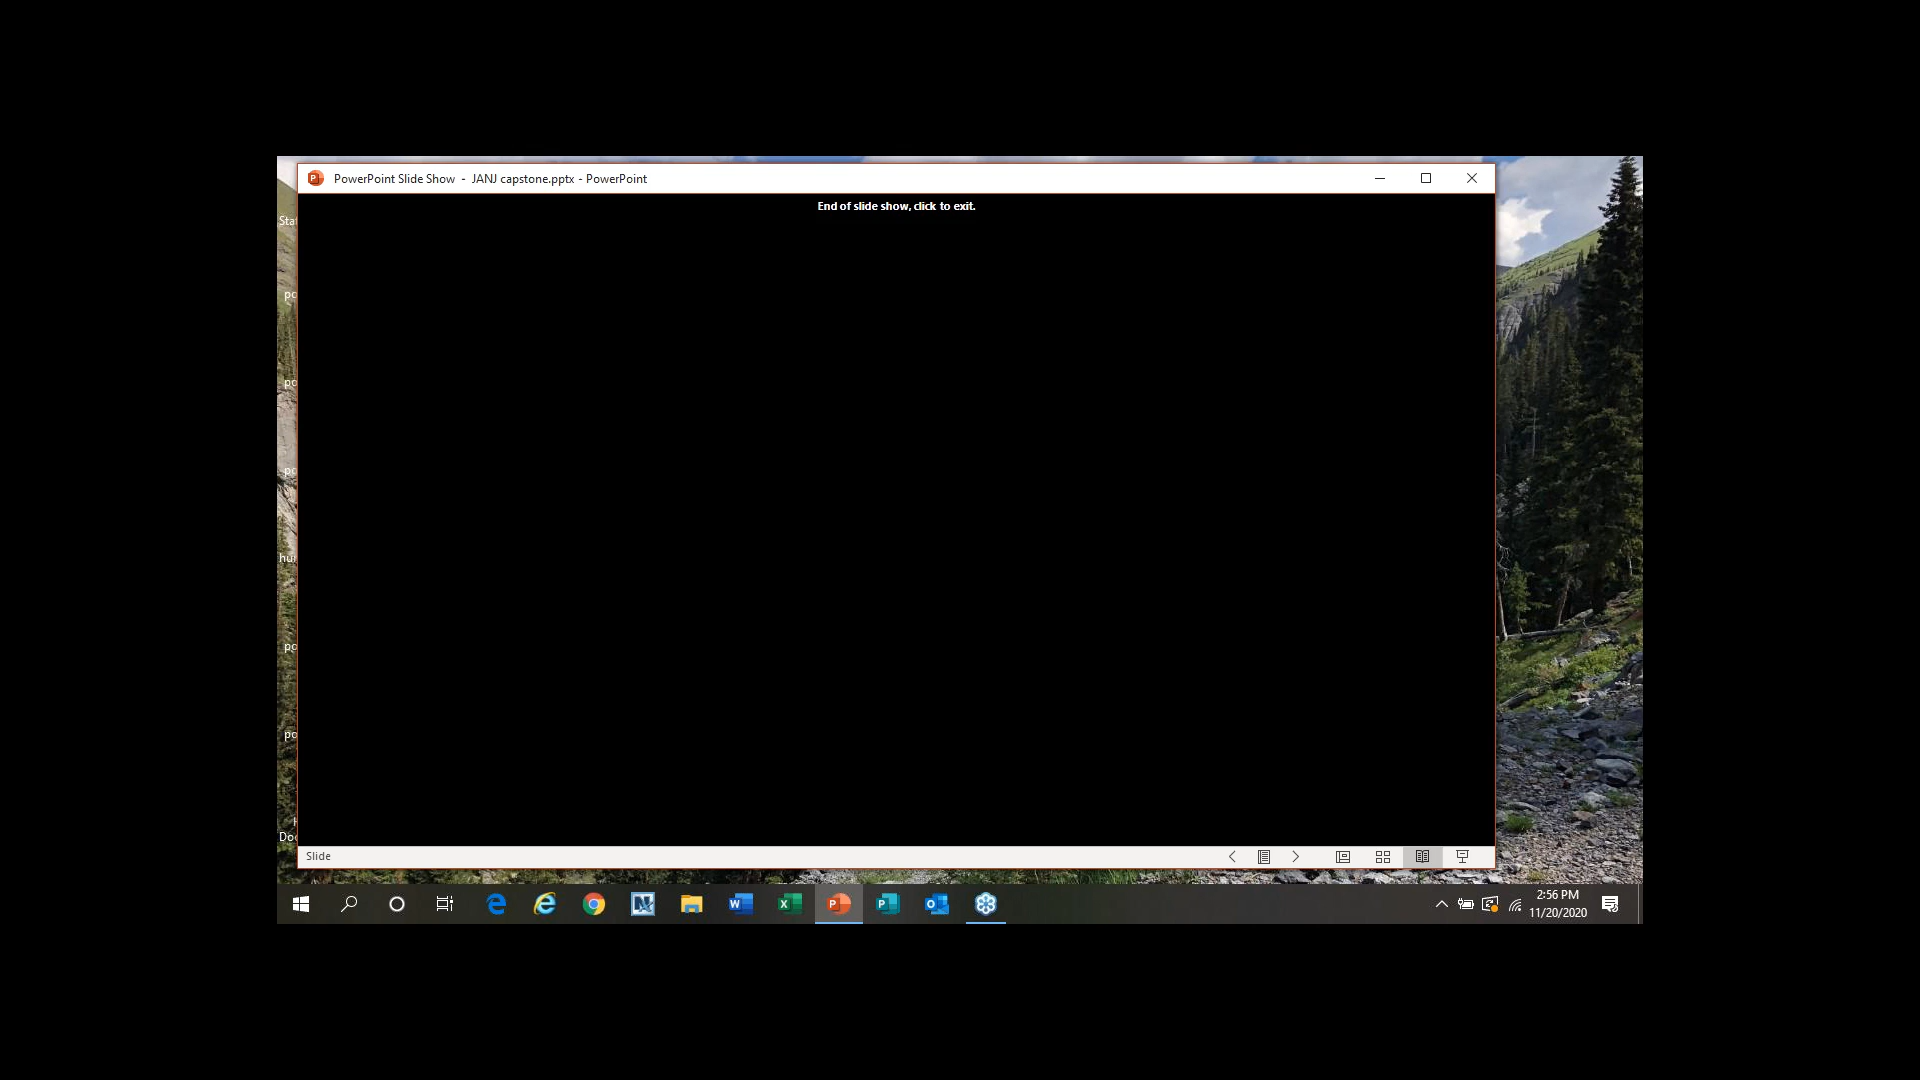 PowerPoint Slide Show - JANJ capstone.pptx - PowerPoint
End of slide show, click to exit.
Slide
2:56 PM
11/20/2020